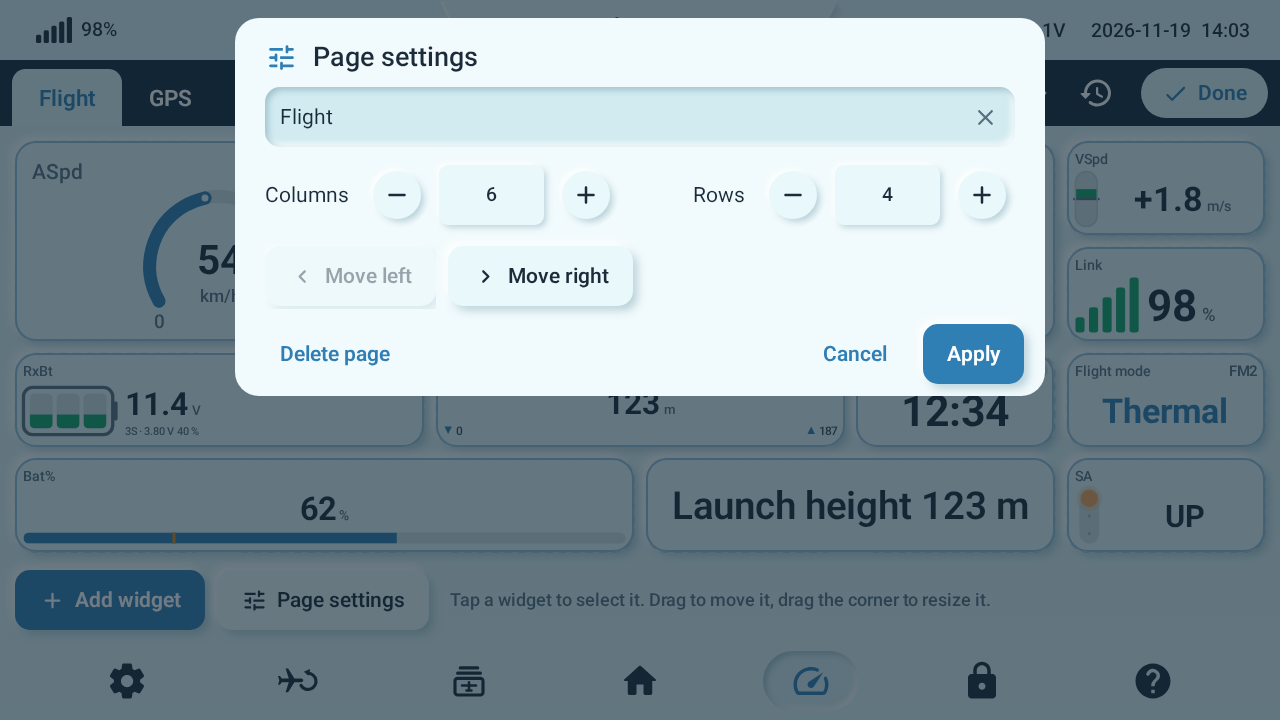 98%
1V 2026-11-19 14:03
Page settings
Flight GPS
Done
Flight
Columns 6 Rows 4
Move left Move right
Delete page Cancel Apply
ASpd
54
km/h
0
VSpd
+1.8 m/s
Link
98 %
RxBt
11.4 V
3S · 3.80 V 40 %
123 m
0 187
12:34
Flight mode FM2
Thermal
Bat%
62 %
Launch height 123 m
SA
UP
Add widget Page settings Tap a widget to select it. Drag to move it, drag the corner to resize it.